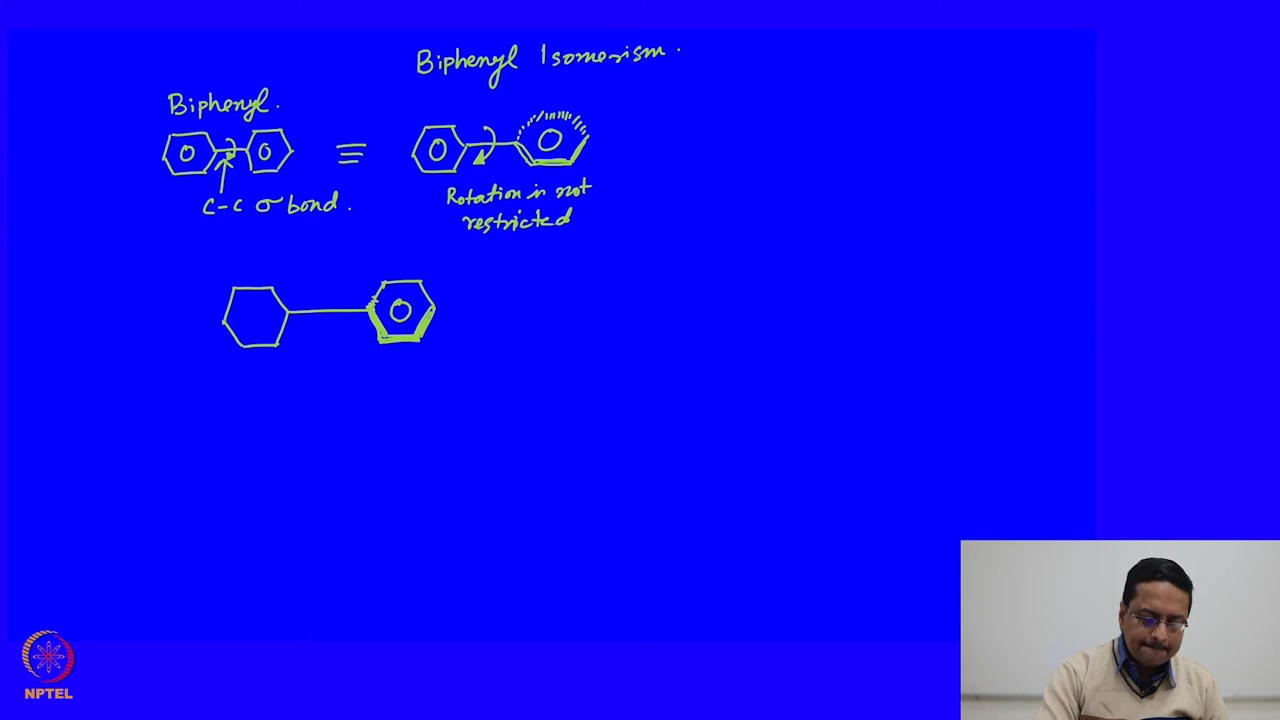 Biphenyl Isomerism.
Biphenyl.
≡
C-C σ bond.
Rotation is not
restricted
NPTEL